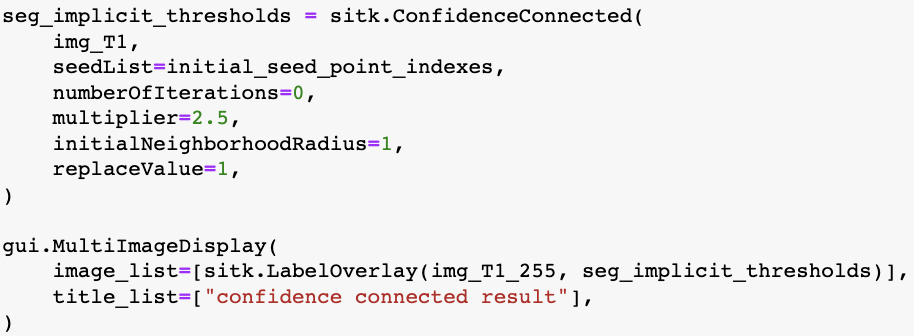 seg_implicit_thresholds = sitk.ConfidenceConnected(
    img_T1,
    seedList=initial_seed_point_indexes,
    numberOfIterations=0,
    multiplier=2.5,
    initialNeighborhoodRadius=1,
    replaceValue=1,
)

gui.MultiImageDisplay(
    image_list=[sitk.LabelOverlay(img_T1_255, seg_implicit_thresholds)],
    title_list=["confidence connected result"],
)